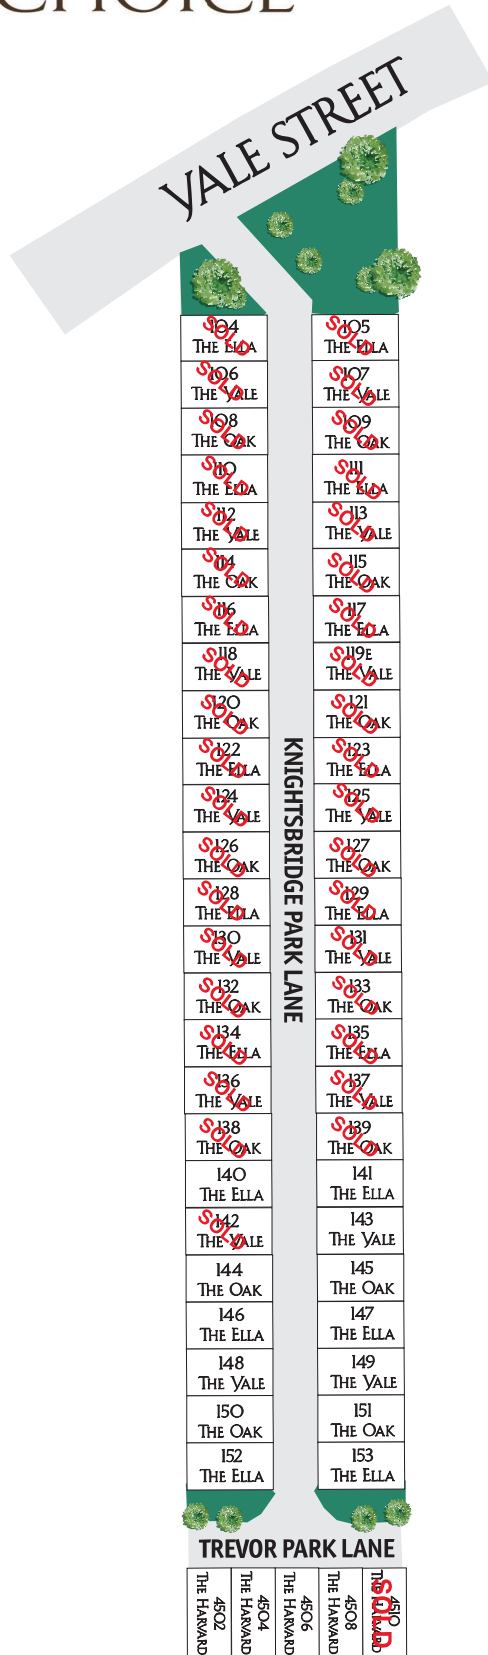 CHOICE
YALE STREET
104
THE ELLA
SOLD
106
THE YALE
SOLD
108
THE OAK
SOLD
110
THE ELLA
SOLD
112
THE YALE
SOLD
114
THE OAK
SOLD
116
THE ELLA
SOLD
118
THE YALE
SOLD
120
THE OAK
SOLD
122
THE ELLA
SOLD
124
THE YALE
SOLD
126
THE OAK
SOLD
128
THE ELLA
SOLD
130
THE YALE
SOLD
132
THE OAK
SOLD
134
THE ELLA
SOLD
136
THE YALE
SOLD
138
THE OAK
SOLD
140
THE ELLA
142
THE YALE
SOLD
144
THE OAK
146
THE ELLA
148
THE YALE
150
THE OAK
152
THE ELLA
KNIGHTSBRIDGE PARK LANE
105
THE ELLA
SOLD
107
THE YALE
SOLD
109
THE OAK
SOLD
111
THE ELLA
SOLD
113
THE YALE
SOLD
115
THE OAK
SOLD
117
THE ELLA
SOLD
119E
THE YALE
SOLD
121
THE OAK
SOLD
123
THE ELLA
SOLD
125
THE YALE
SOLD
127
THE OAK
SOLD
129
THE ELLA
SOLD
131
THE YALE
SOLD
133
THE OAK
SOLD
135
THE ELLA
SOLD
137
THE YALE
SOLD
139
THE OAK
SOLD
141
THE ELLA
143
THE YALE
145
THE OAK
147
THE ELLA
149
THE YALE
151
THE OAK
153
THE ELLA
TREVOR PARK LANE
4502
THE HARVARD
4504
THE HARVARD
4506
THE HARVARD
4508
THE HARVARD
4510
THE HARVARD
SOLD